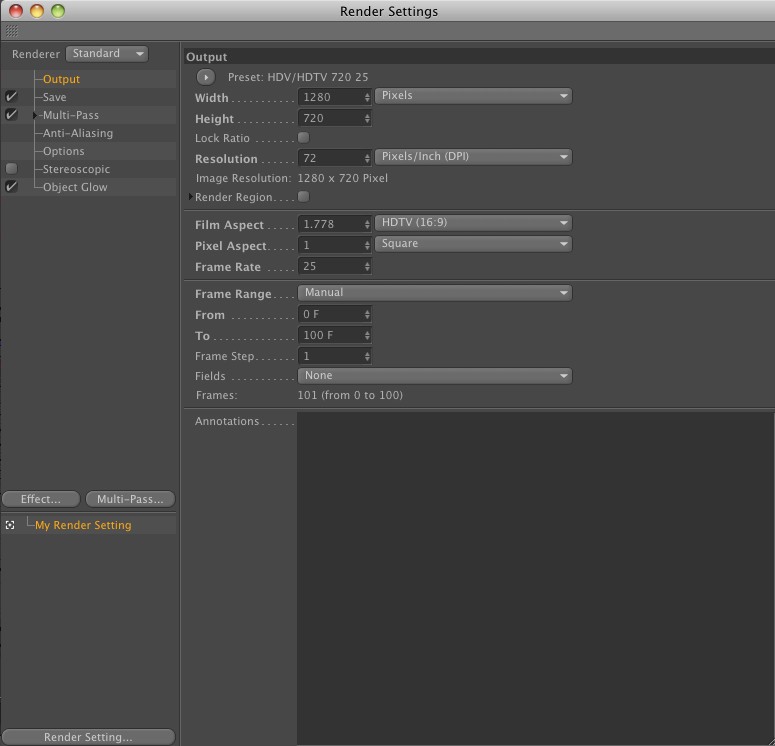 Render Settings
Renderer Standard
Output
Save
Multi-Pass
Anti-Aliasing
Options
Stereoscopic
Object Glow
Effect... Multi-Pass...
My Render Setting
Render Setting...
Output
Preset: HDV/HDTV 720 25
Width . . . . . . . . . . 1280 Pixels
Height . . . . . . . . . 720
Lock Ratio . . . . . . .
Resolution . . . . . 72 Pixels/Inch (DPI)
Image Resolution: 1280 x 720 Pixel
Render Region. . . .
Film Aspect . . . . 1.778 HDTV (16:9)
Pixel Aspect. . . . 1 Square
Frame Rate . . . . . 25
Frame Range. . . . Manual
From . . . . . . . . . . 0 F
To . . . . . . . . . . . . . 100 F
Frame Step. . . . . . 1
Fields . . . . . . . . . . None
Frames: 101 (from 0 to 100)
Annotations. . . . . .